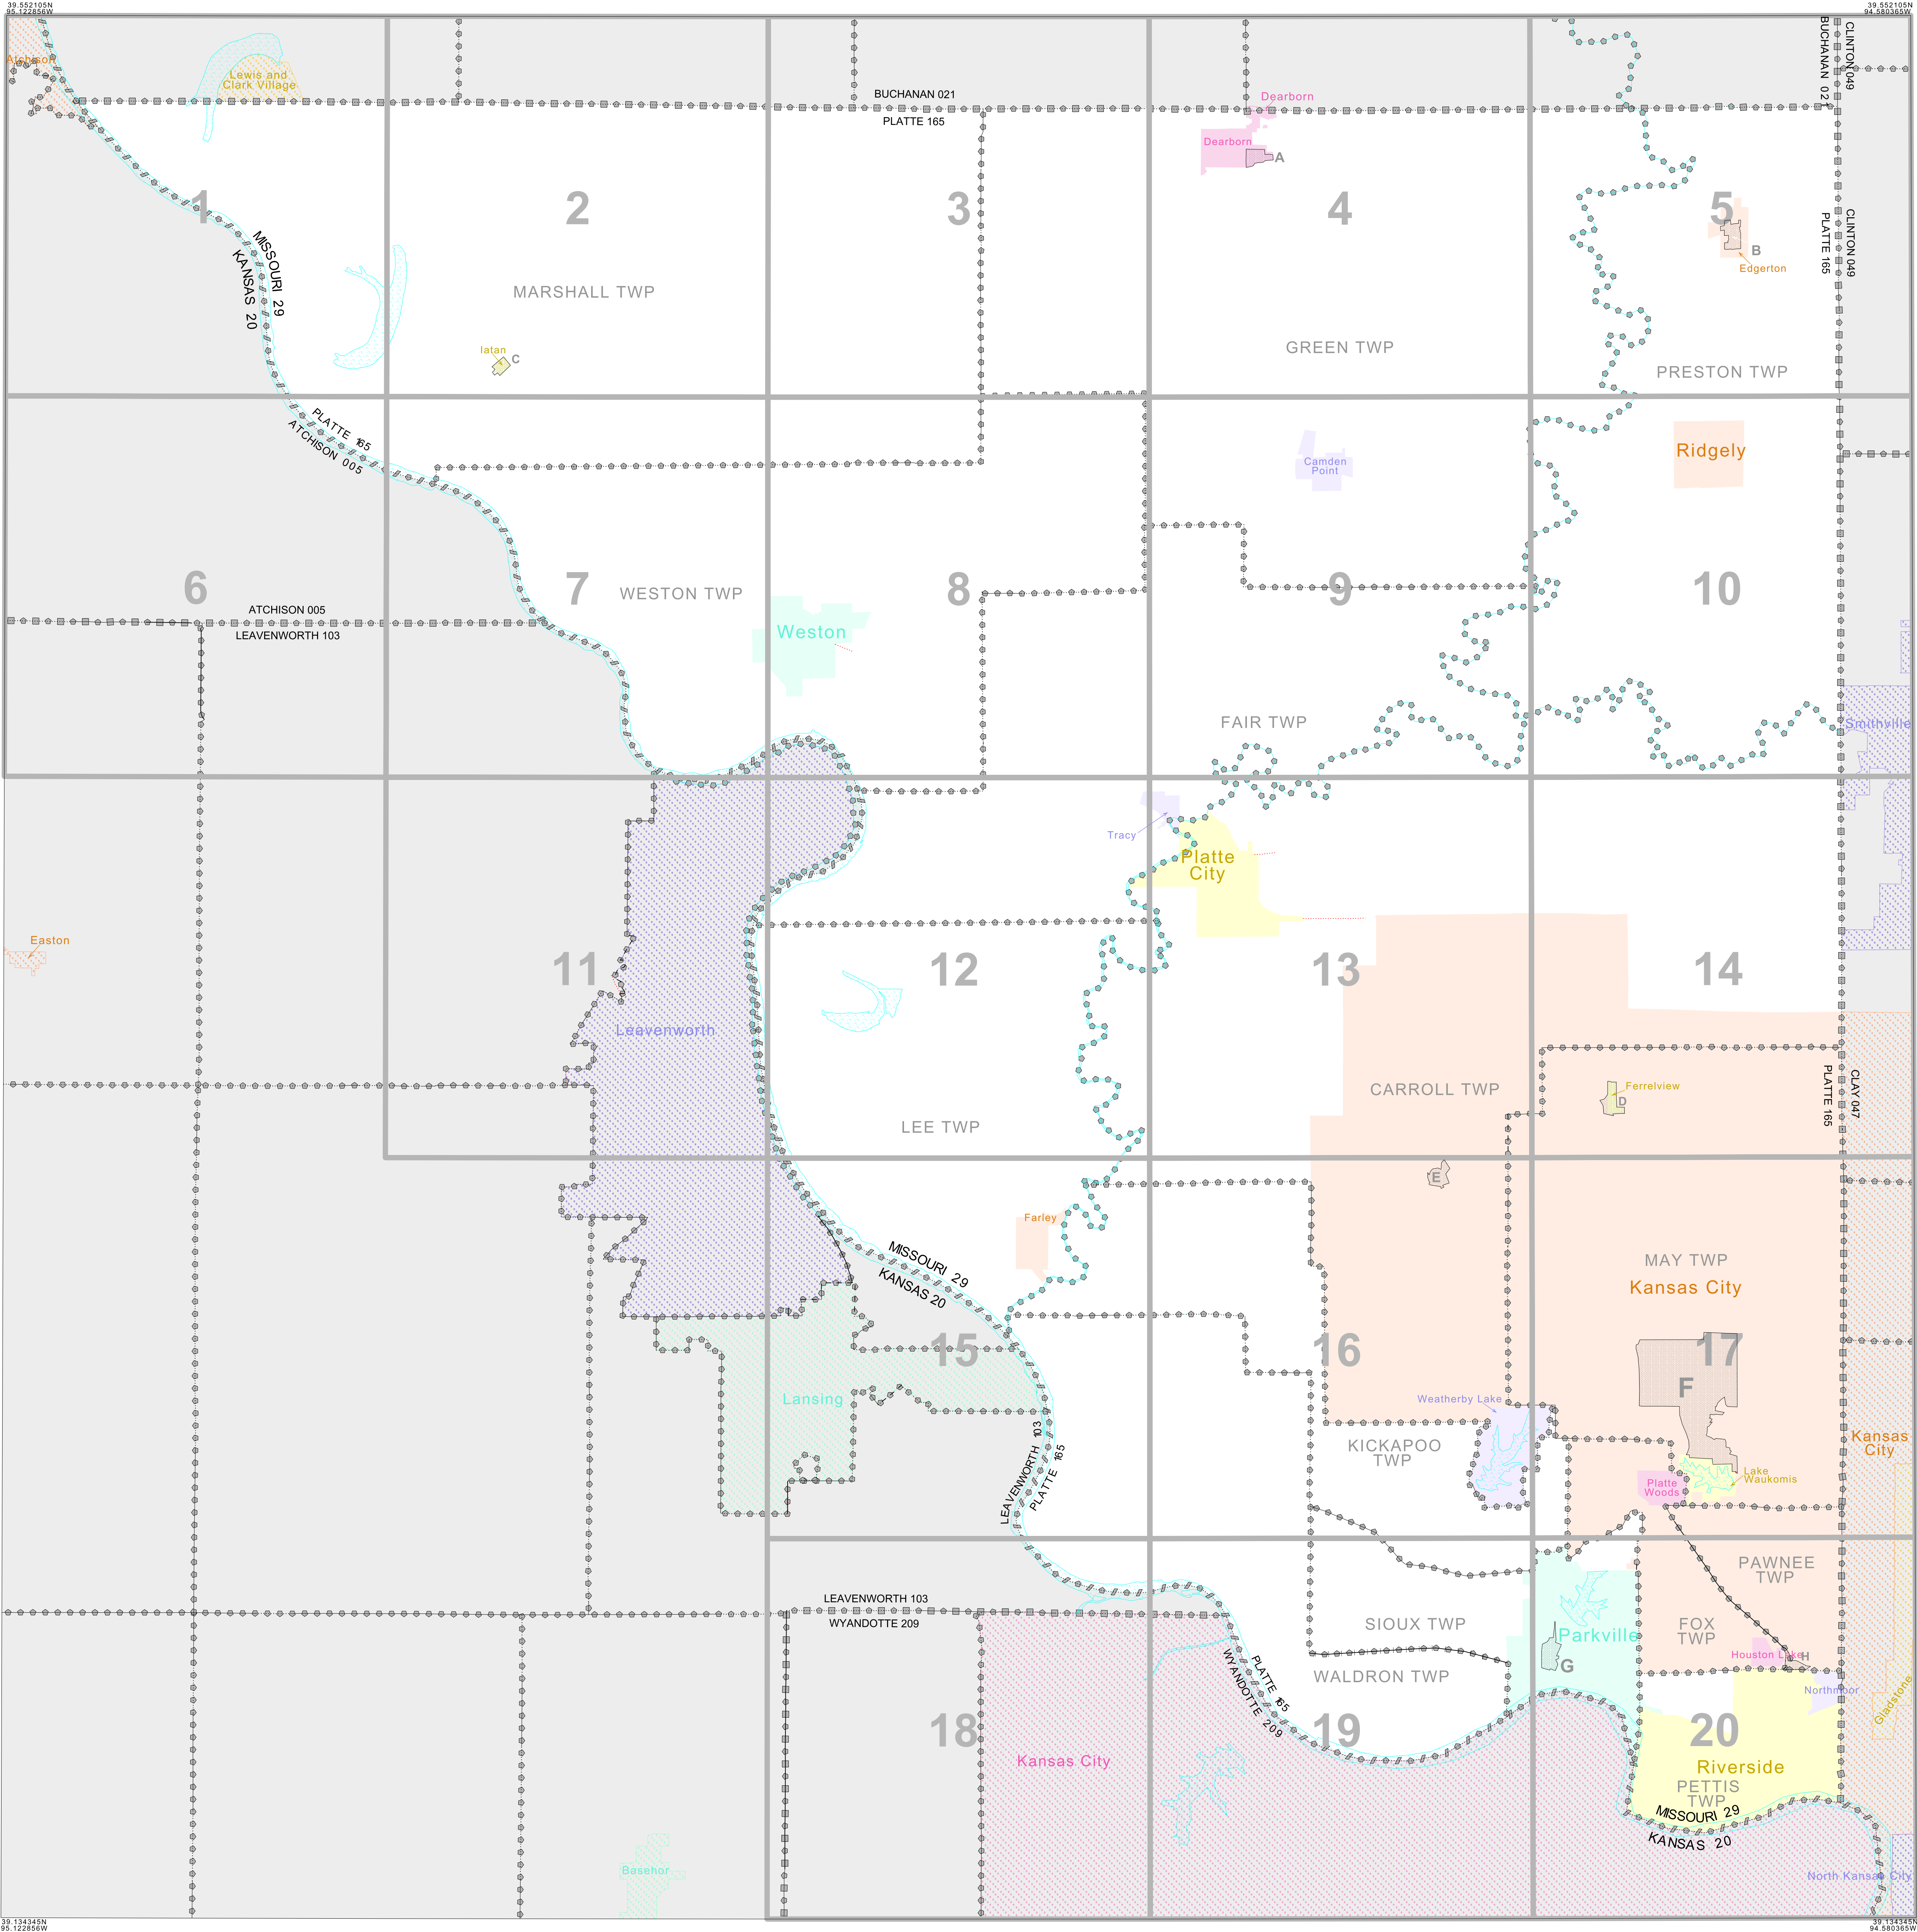 39.552105N
95.122856W
39.552105N
94.580365W
Atchison
Lewis and
Clark Village
BUCHANAN 021
PLATTE 165
Dearborn
Dearborn
A
BUCHANAN 021
CLINTON 049
1
2
3
4
5
B
Edgerton
PLATTE 165
CLINTON 049
MISSOURI 29
KANSAS 20
MARSHALL TWP
Iatan
C
GREEN TWP
PRESTON TWP
PLATTE 165
ATCHISON 005
Camden
Point
Ridgely
6
7
8
9
10
WESTON TWP
ATCHISON 005
LEAVENWORTH 103
Weston
FAIR TWP
Smithville
Tracy
Platte
City
Easton
11
12
13
14
Leavenworth
CARROLL TWP
Ferrelview
D
PLATTE 165
CLAY 047
LEE TWP
E
Farley
MISSOURI 29
KANSAS 20
MAY TWP
Kansas City
15
16
17
F
Lansing
Weatherby Lake
LEAVENWORTH 103
PLATTE 165
KICKAPOO
TWP
Kansas
City
Lake
Waukomis
Platte
Woods
PAWNEE
TWP
LEAVENWORTH 103
WYANDOTTE 209
SIOUX TWP
FOX
TWP
Parkville
G
Houston Lake
H
WALDRON TWP
PLATTE 165
WYANDOTTE 209
Northmoor
Gladstone
18
19
20
Kansas City
Riverside
PETTIS
TWP
MISSOURI 29
KANSAS 20
Basehor
North Kansas City
39.134345N
95.122856W
39.134345N
94.580365W